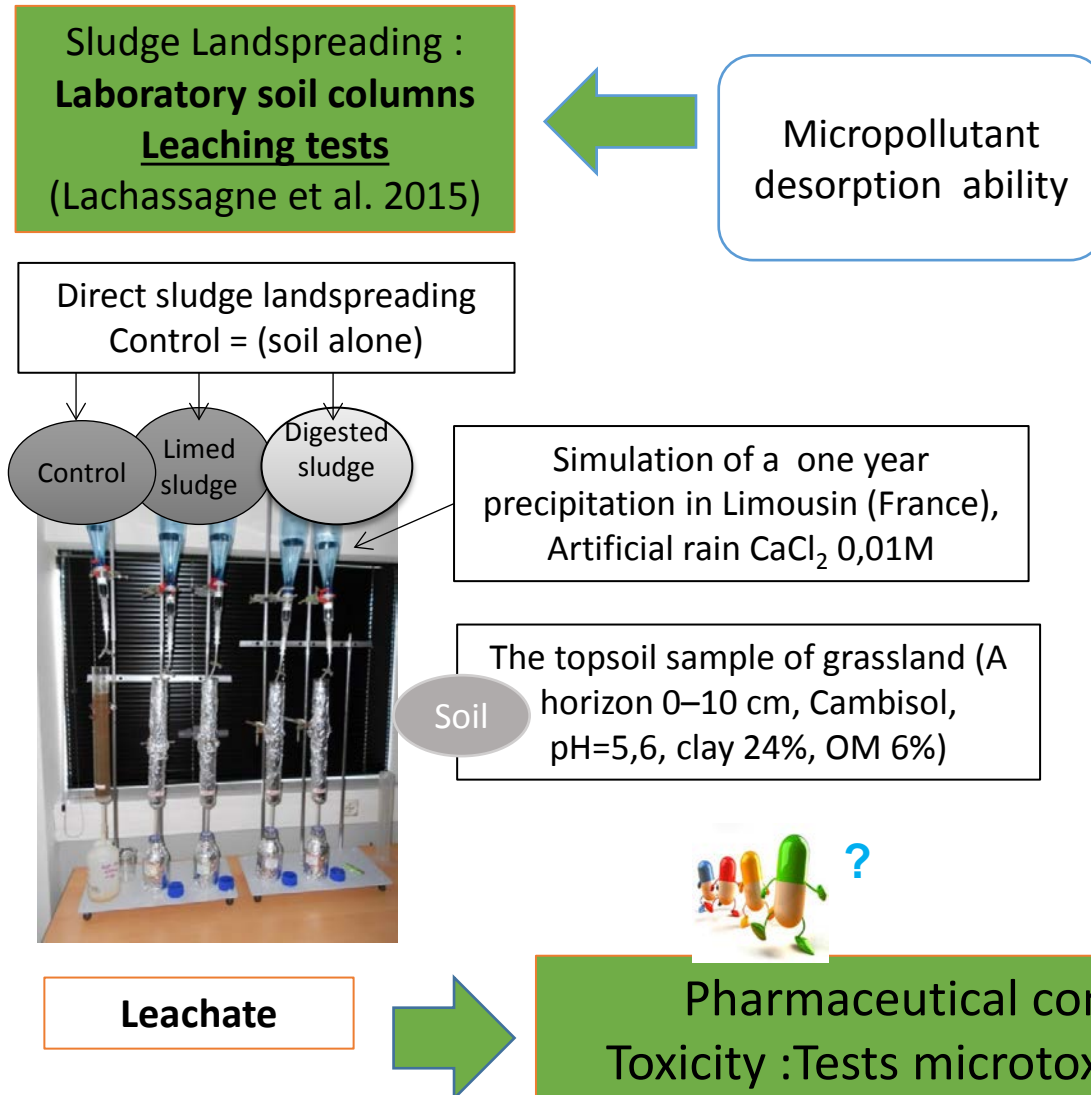 Sludge Landspreading :
Laboratory soil columns
Leaching tests
(Lachassagne et al. 2015)
Micropollutant
desorption ability
Direct sludge landspreading
Control = (soil alone)
Control
Limed
sludge
Digested
sludge
Simulation of a one year
precipitation in Limousin (France),
Artificial rain CaCl₂ 0,01M
The topsoil sample of grassland (A
horizon 0–10 cm, Cambisol,
pH=5,6, clay 24%, OM 6%)
Soil
?
Leachate
Pharmaceutical
Toxicity :Tests